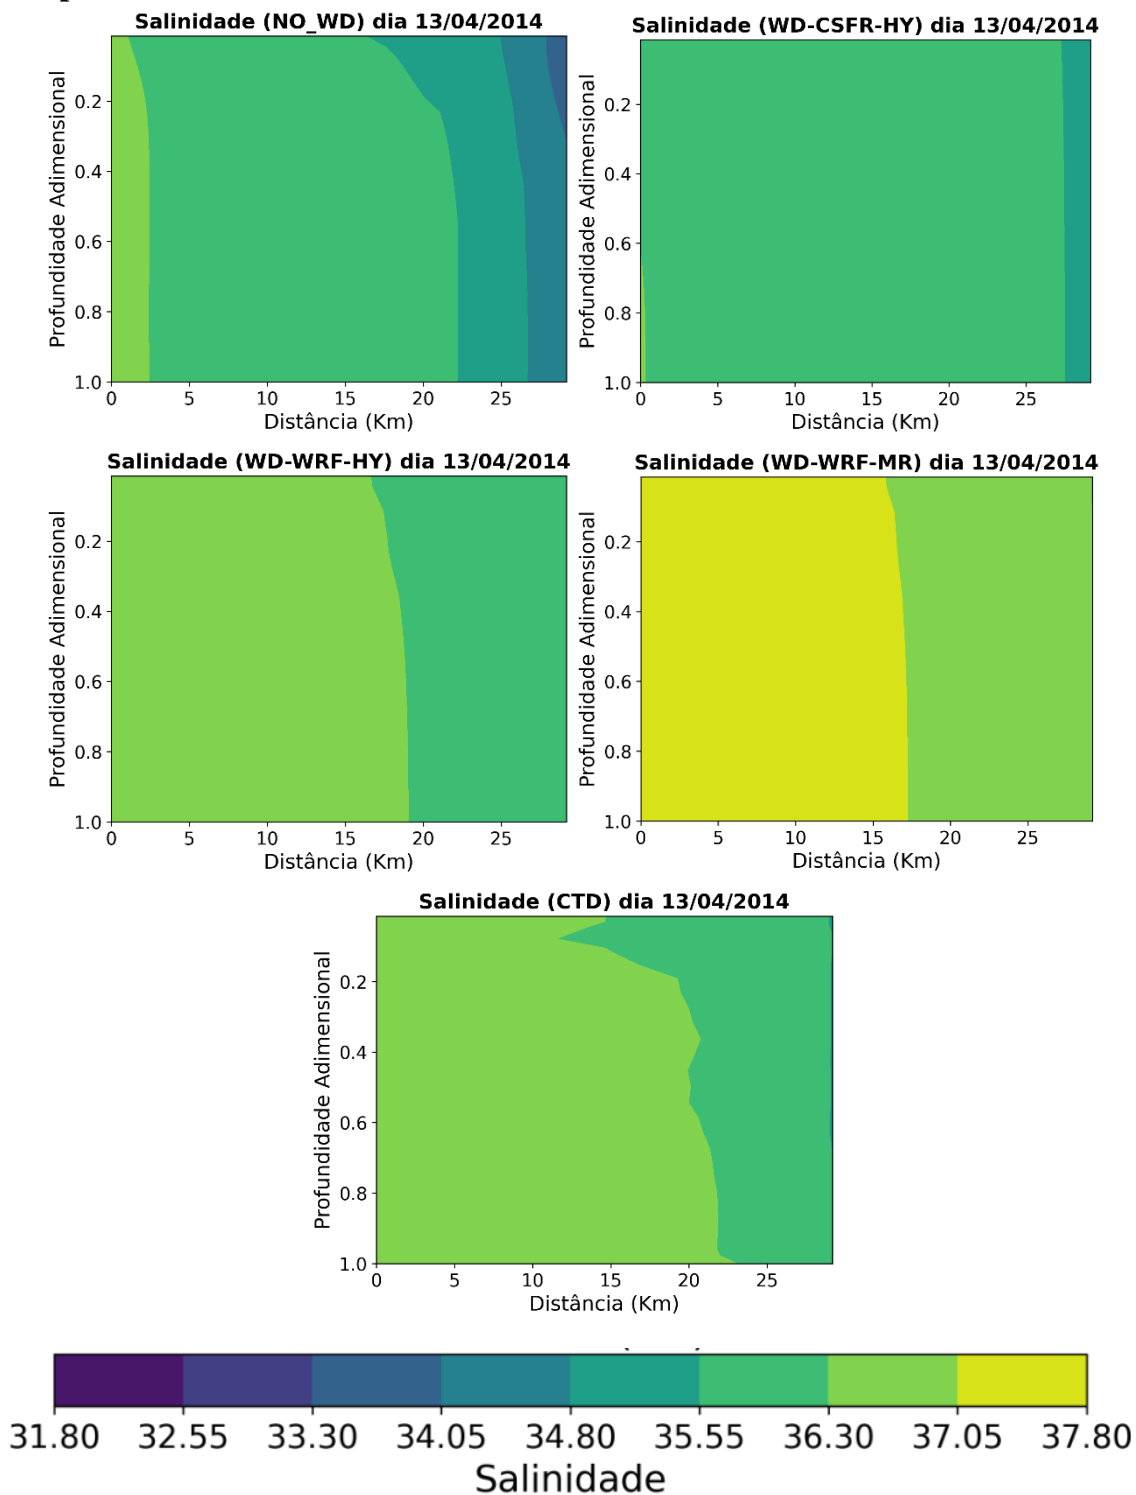 Salinidade (NO_WD) dia 13/04/2014
Profundidade Adimensional
0.2
0.4
0.6
0.8
1.0
0 5 10 15 20 25
Distância (Km)
Salinidade (WD-CSFR-HY) dia 13/04/2014
Profundidade Adimensional
0.2
0.4
0.6
0.8
1.0
0 5 10 15 20 25
Distância (Km)
Salinidade (WD-WRF-HY) dia 13/04/2014
Profundidade Adimensional
0.2
0.4
0.6
0.8
1.0
0 5 10 15 20 25
Distância (Km)
Salinidade (WD-WRF-MR) dia 13/04/2014
Profundidade Adimensional
0.2
0.4
0.6
0.8
1.0
0 5 10 15 20 25
Distância (Km)
Salinidade (CTD) dia 13/04/2014
Profundidade Adimensional
0.2
0.4
0.6
0.8
1.0
0 5 10 15 20 25
Distância (Km)
31.80 32.55 33.30 34.05 34.80 35.55 36.30 37.05 37.80
Salinidade